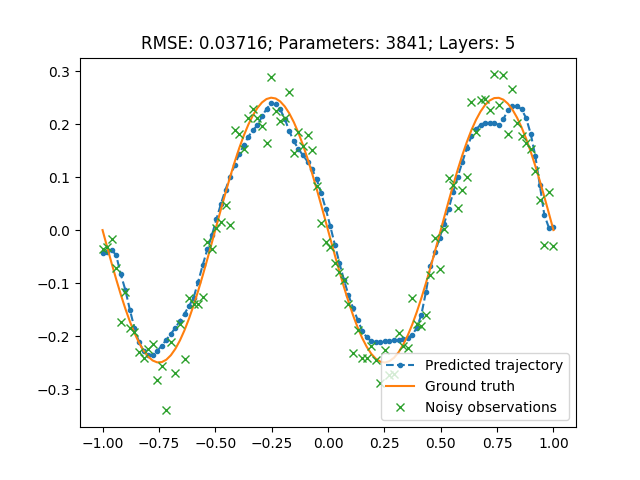 RMSE: 0.03716; Parameters: 3841; Layers: 5
0.3
0.2
0.1
0.0
−0.1
−0.2
−0.3
−1.00 −0.75 −0.50 −0.25 0.00 0.25 0.50 0.75 1.00
Predicted trajectory
Ground truth
Noisy observations